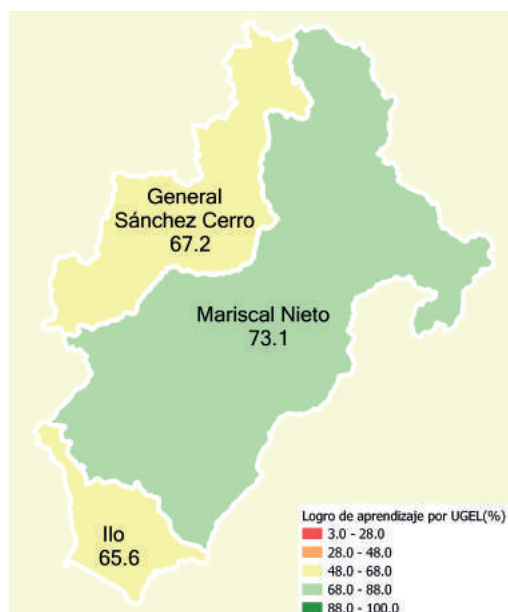 General
Sánchez Cerro
67.2
Mariscal Nieto
73.1
Ilo
65.6
Logro de aprendizaje por UGEL(%)
3.0 - 28.0
28.0 - 48.0
48.0 - 68.0
68.0 - 88.0
88.0 - 100.0